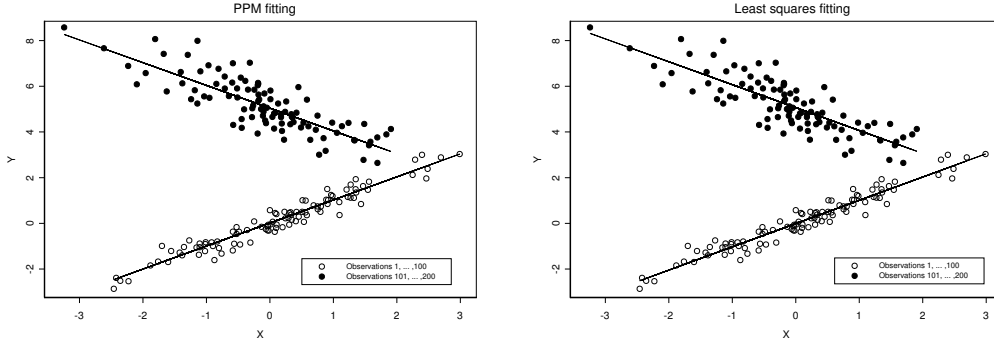 PPM fitting
Y
8
6
4
2
0
-2
Observations 1, ... ,100
Observations 101, ... ,200
-3 -2 -1 0 1 2 3
X
Least squares fitting
Y
8
6
4
2
0
-2
Observations 1, ... ,100
Observations 101, ... ,200
-3 -2 -1 0 1 2 3
X